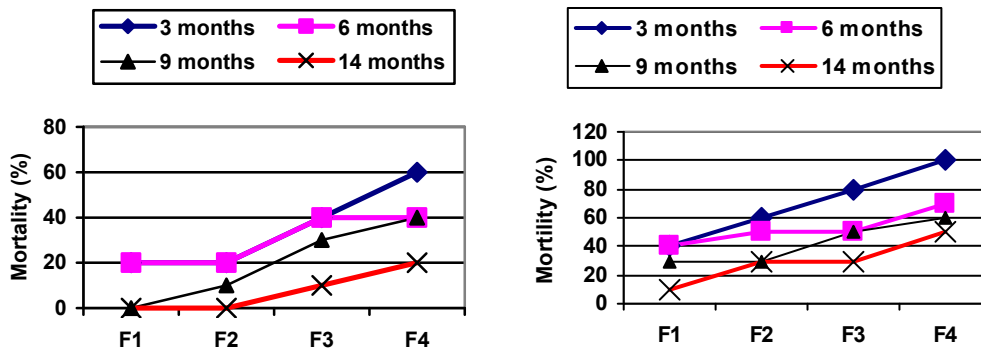 3 months 6 months
9 months 14 months
Mortality (%)
80
60
40
20
0
F1 F2 F3 F4
3 months 6 months
9 months 14 months
Mortility (%)
120
100
80
60
40
20
0
F1 F2 F3 F4